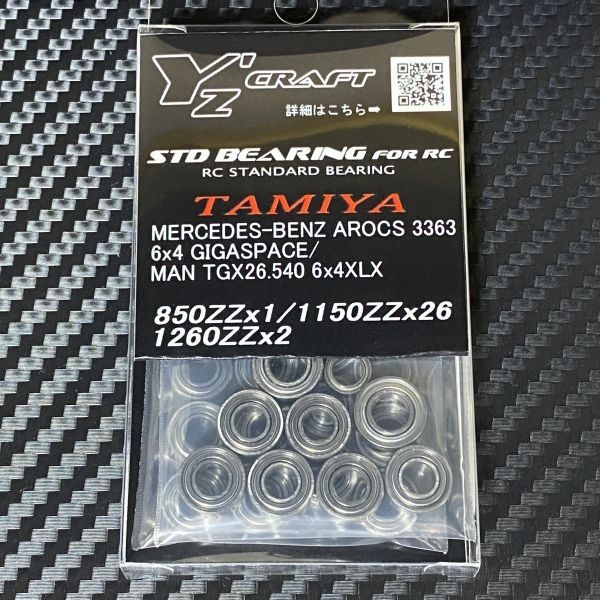 Y'Z CRAFT
詳細はこちら➡
STD BEARING FOR RC
RC STANDARD BEARING
TAMIYA
MERCEDES-BENZ AROCS 3363
6x4 GIGASPACE/
MAN TGX26.540 6x4XLX
850ZZx1/1150ZZx26
1260ZZx2